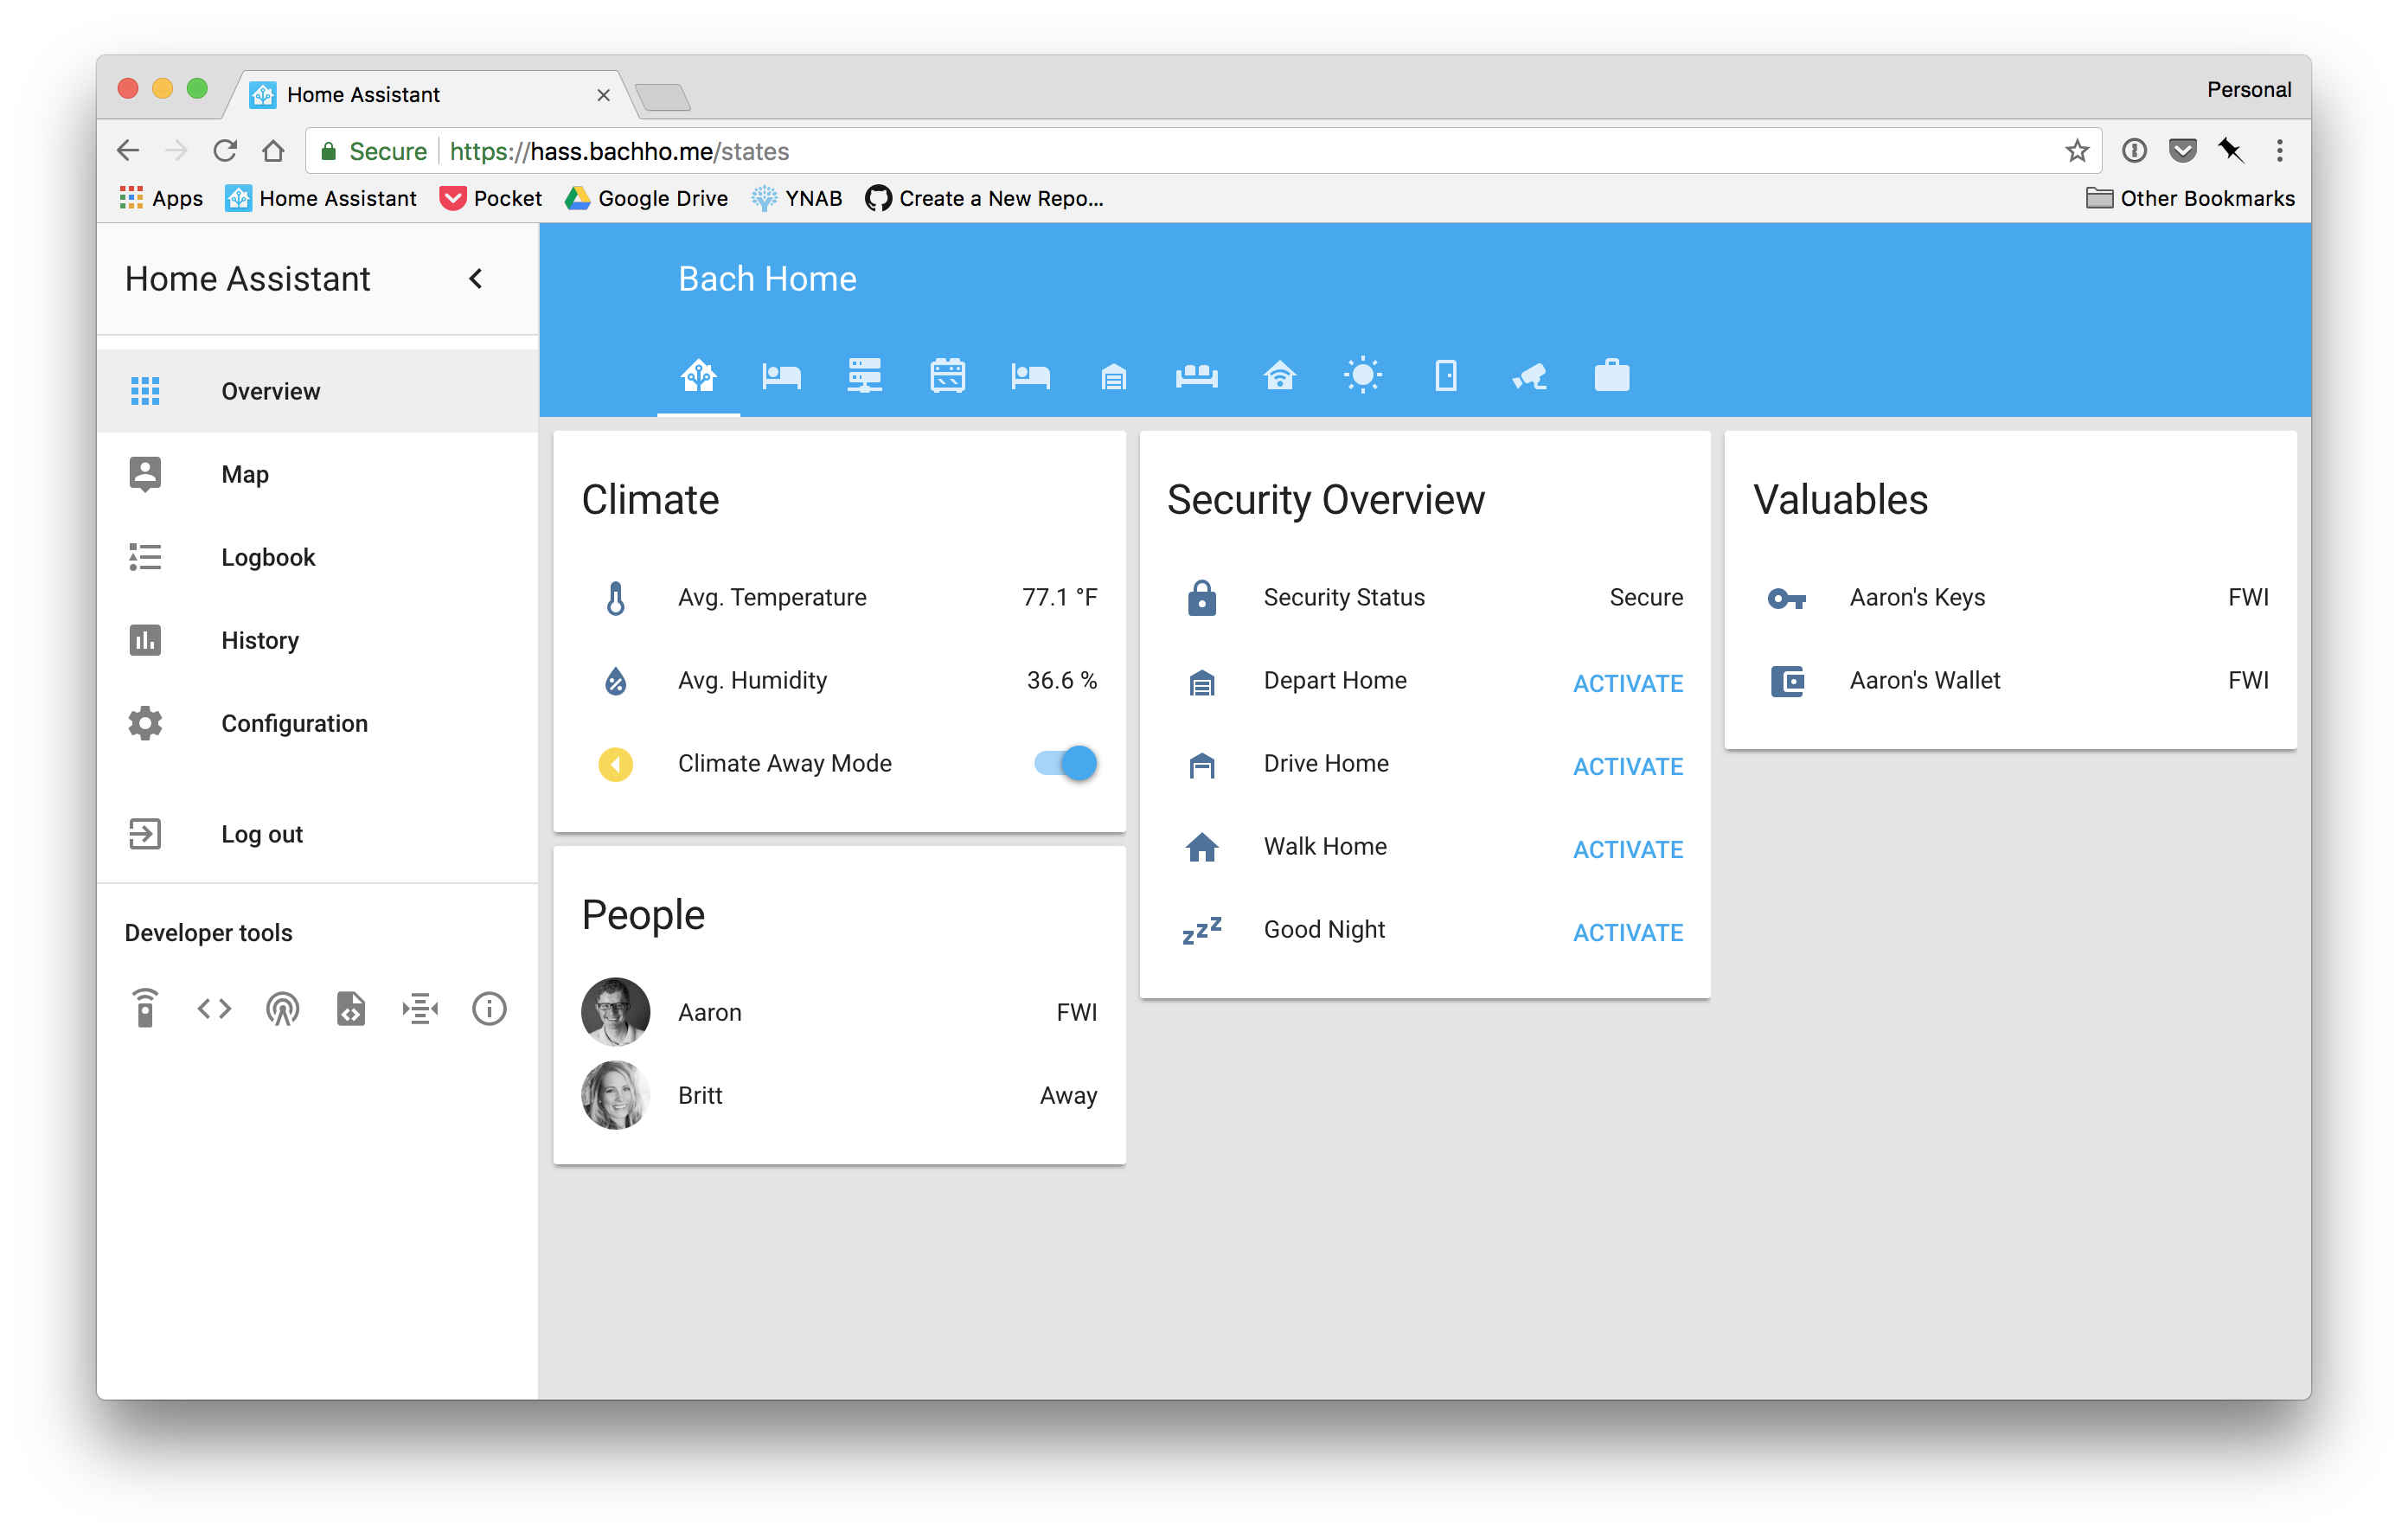 Home Assistant
Personal
Secure https://hass.bachho.me/states
Apps Home Assistant Pocket Google Drive YNAB Create a New Repo... Other Bookmarks
Home Assistant
Overview
Map
Logbook
History
Configuration
Log out
Developer tools
Bach Home
Climate
Avg. Temperature 77.1 °F
Avg. Humidity 36.6 %
Climate Away Mode
People
Aaron FWI
Britt Away
Security Overview
Security Status Secure
Depart Home ACTIVATE
Drive Home ACTIVATE
Walk Home ACTIVATE
Good Night ACTIVATE
Valuables
Aaron's Keys FWI
Aaron's Wallet FWI